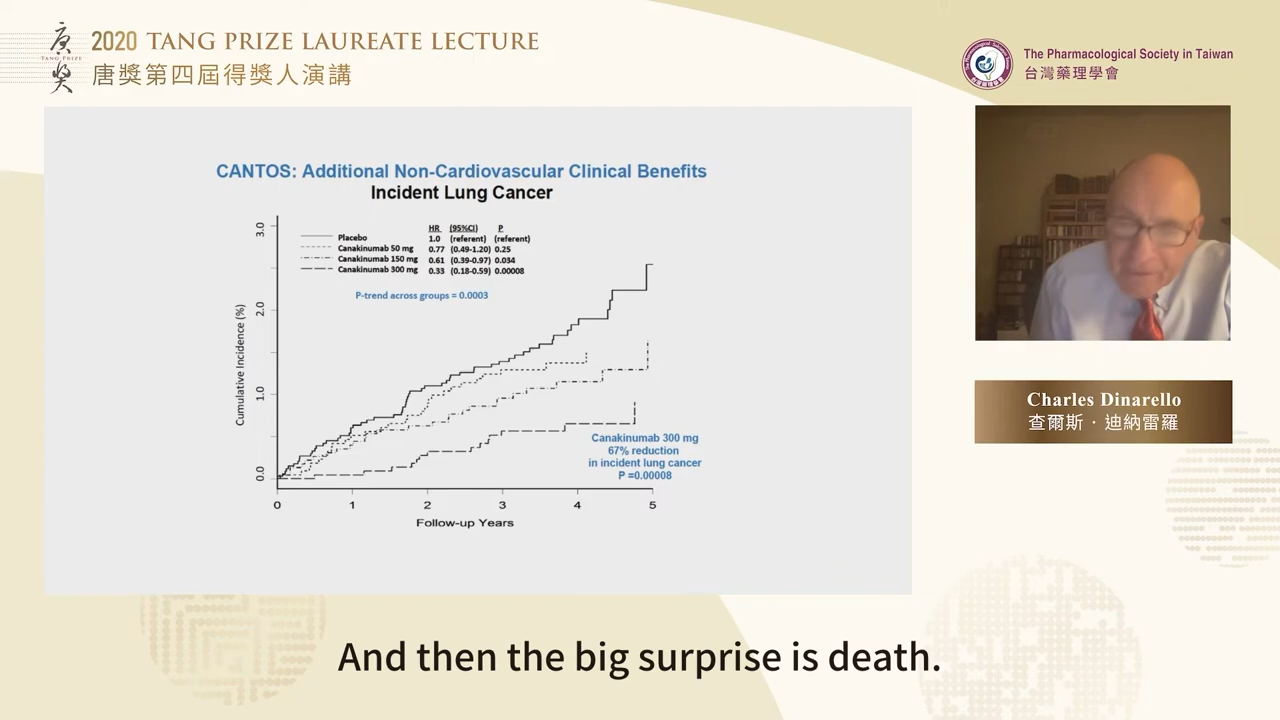 唐獎
TANG PRIZE
2020 TANG PRIZE LAUREATE LECTURE
唐獎第四屆得獎人演講
The Pharmacological Society in Taiwan
台灣藥理學會
CANTOS: Additional Non-Cardiovascular Clinical Benefits
Incident Lung Cancer
HR (95%CI) P
Placebo 1.0 (referent) (referent)
Canakinumab 50 mg 0.77 (0.49-1.20) 0.25
Canakinumab 150 mg 0.61 (0.39-0.97) 0.034
Canakinumab 300 mg 0.33 (0.18-0.59) 0.00008
P-trend across groups = 0.0003
Cumulative Incidence (%)
3.0
2.0
1.0
0.0
Canakinumab 300 mg
67% reduction
in incident lung cancer
P =0.00008
0 1 2 3 4 5
Follow-up Years
Charles Dinarello
查爾斯・迪納雷羅
And then the big surprise is death.